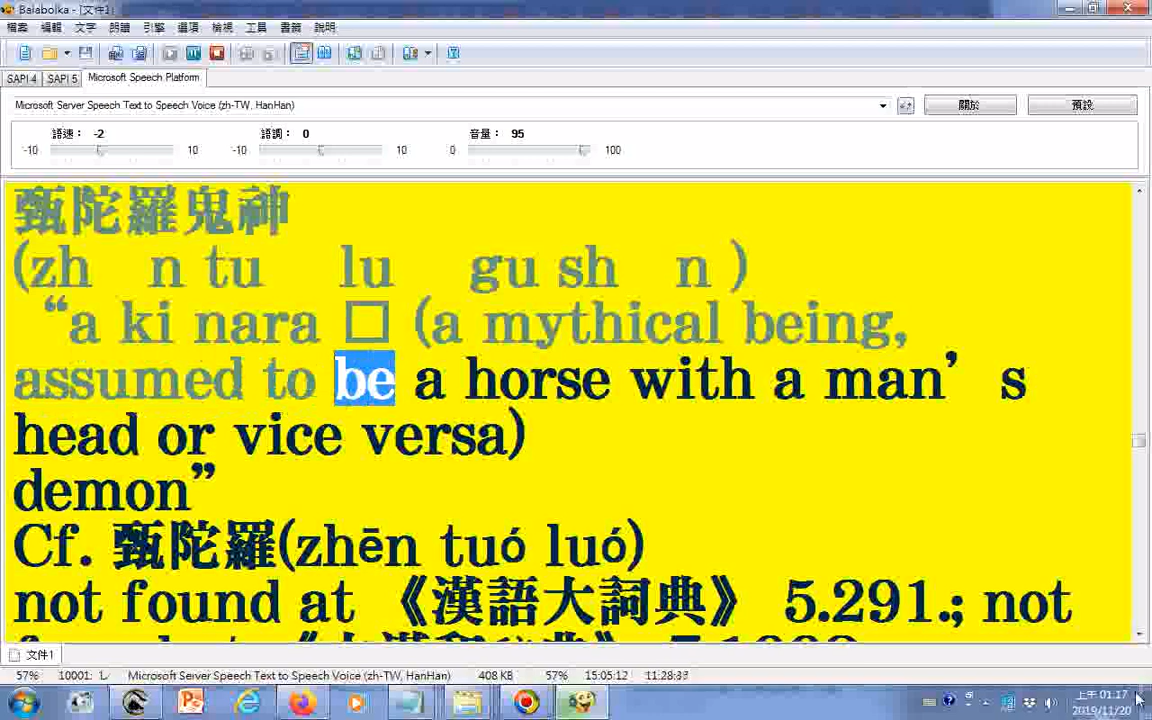 Balabolka - [文件1]
檔案 編輯 文字 朗讀 引擎 選項 檢視 工具 書籤 說明
SAPI 4 SAPI 5 Microsoft Speech Platform
Microsoft Server Speech Text to Speech Voice (zh-TW, HanHan) 關於 預設
語速： -2 語調： 0 音量： 95
-10 10 -10 10 0 100
甄陀羅鬼神
(zh n tu lu gu sh n )
“a ki nara □ (a mythical being,
assumed to be a horse with a man’s
head or vice versa)
demon”
Cf. 甄陀羅(zhēn tuó luó)
not found at 《漢語大詞典》 5.291.; not
文件1
57% 10001: Microsoft Server Speech Text to Speech Voice (zh-TW, HanHan) 408 KB 57% 15:05:12
上午 01:17
2019/11/20